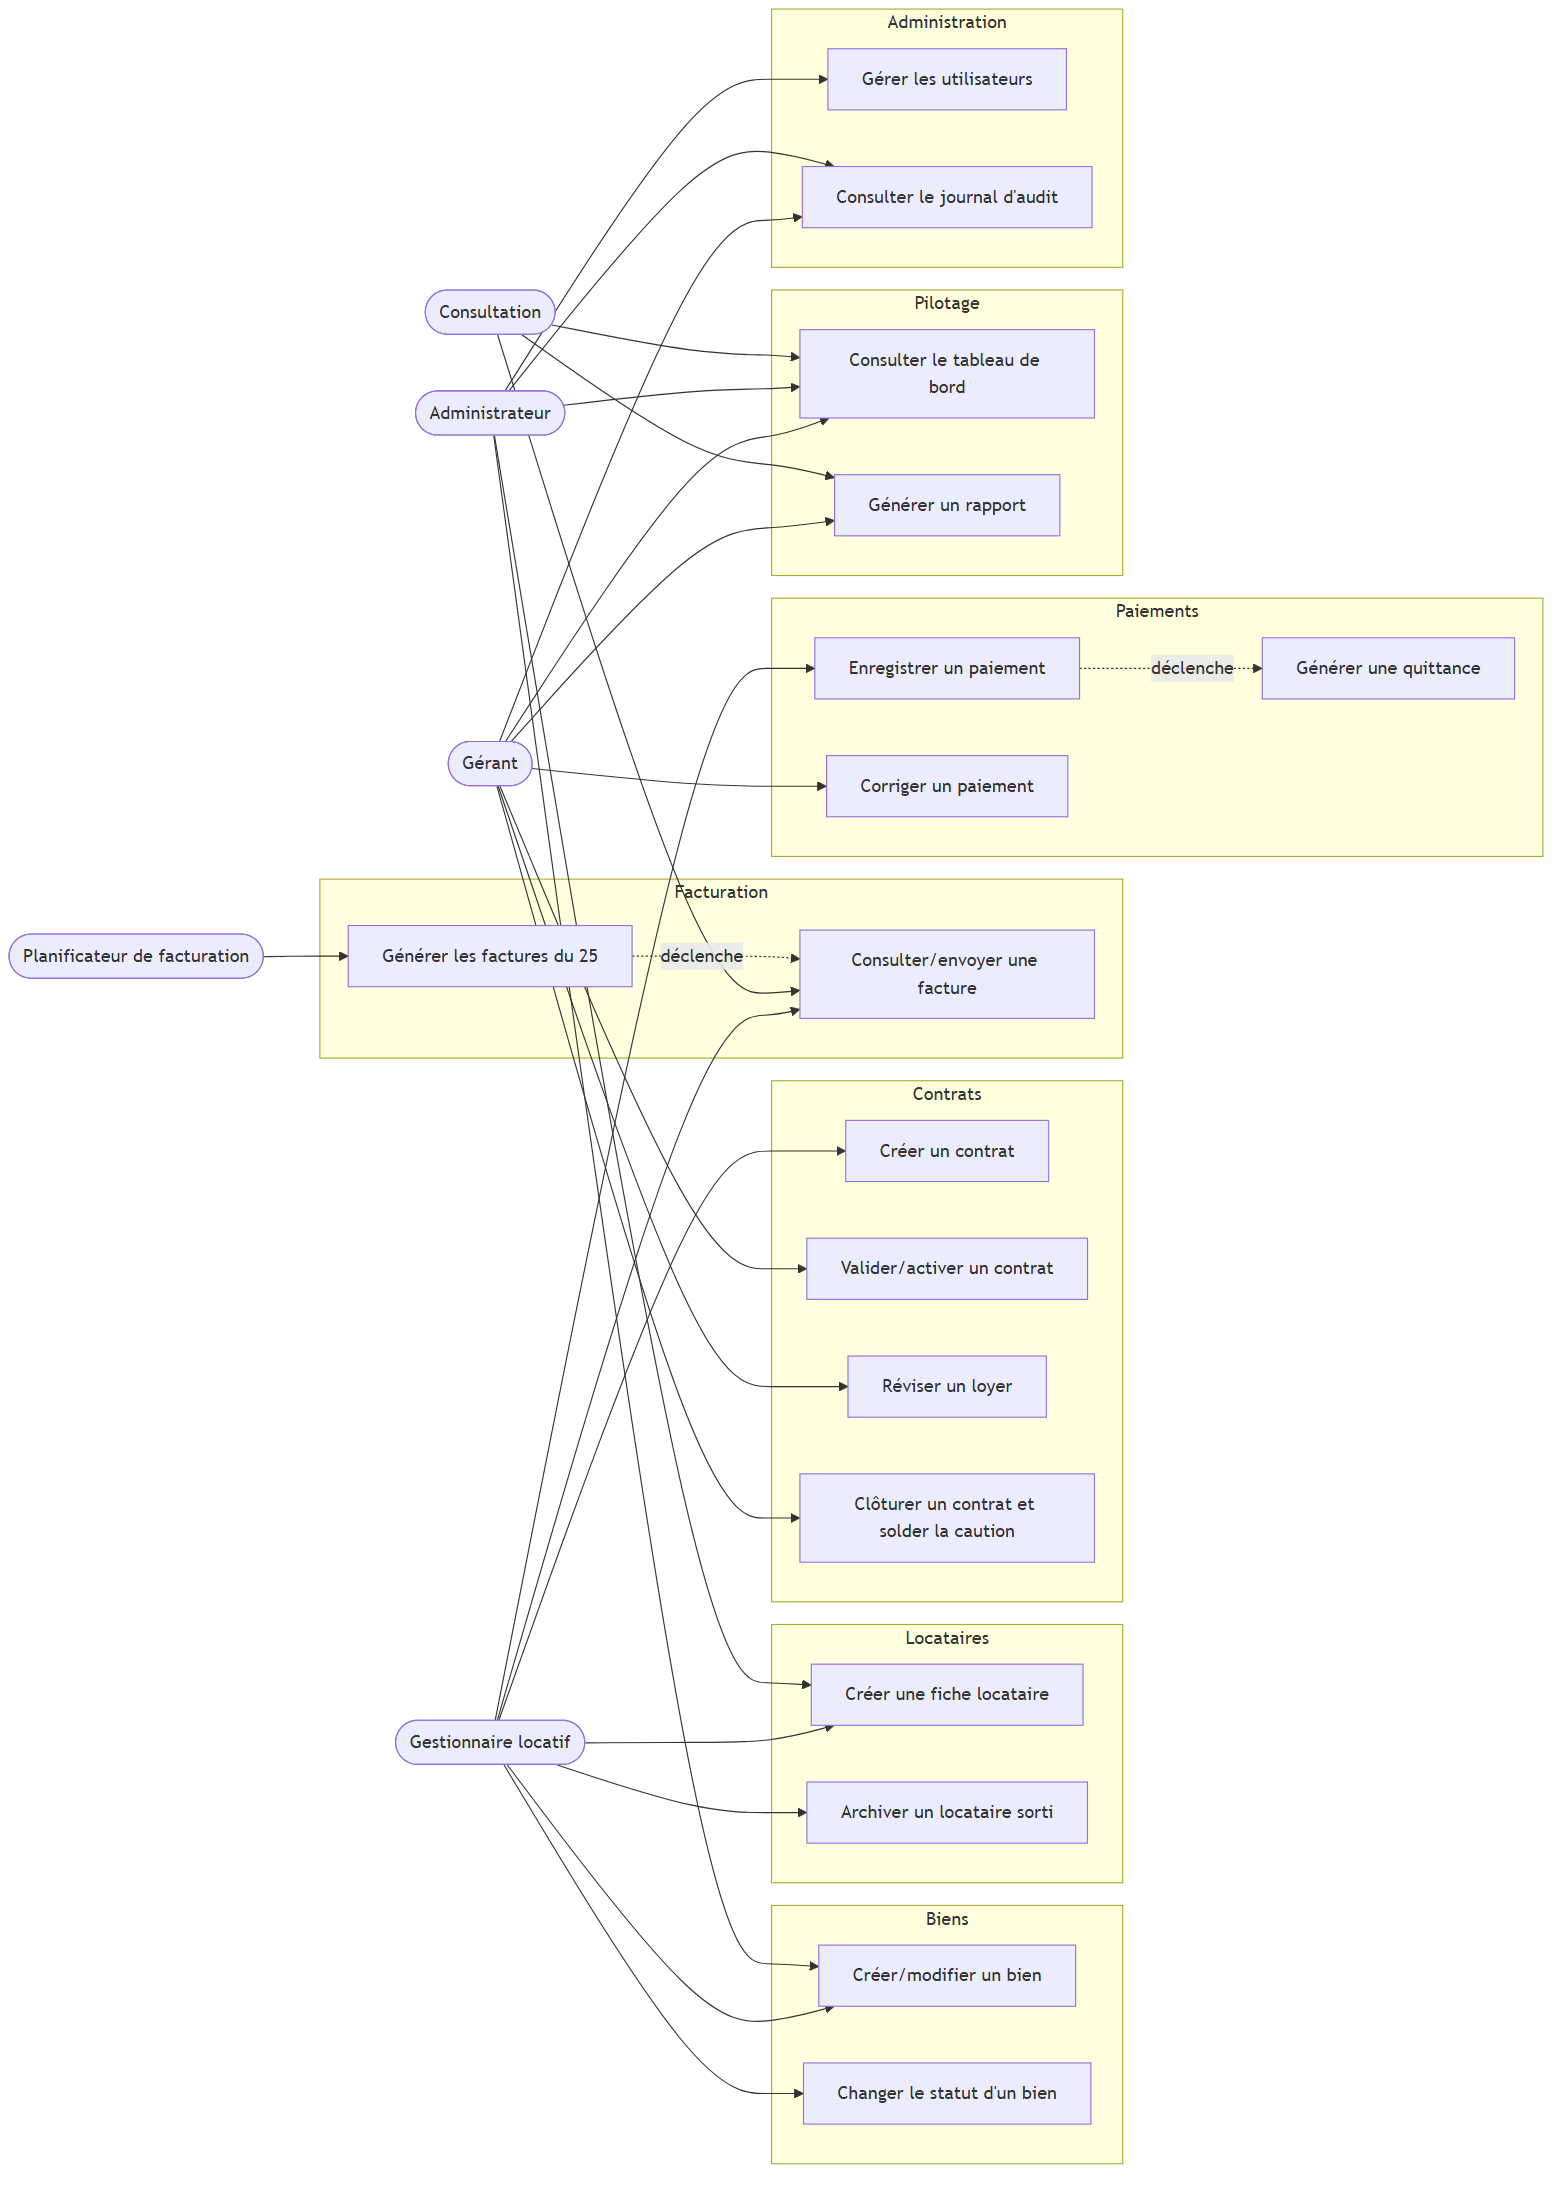 Administration
Gérer les utilisateurs
Consulter le journal d'audit
Consultation
Pilotage
Consulter le tableau de
bord
Administrateur
Générer un rapport
Paiements
Enregistrer un paiement
déclenche
Générer une quittance
Gérant
Corriger un paiement
Facturation
Planificateur de facturation
Générer les factures du 25
déclenche
Consulter/envoyer une
facture
Contrats
Créer un contrat
Valider/activer un contrat
Réviser un loyer
Clôturer un contrat et
solder la caution
Locataires
Créer une fiche locataire
Gestionnaire locatif
Archiver un locataire sorti
Biens
Créer/modifier un bien
Changer le statut d'un bien